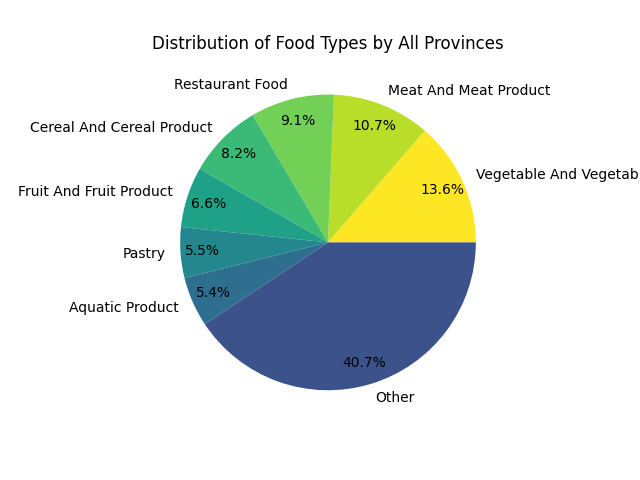 Distribution of Food Types by All Provinces
Restaurant Food
Meat And Meat Product
9.1%
10.7%
Cereal And Cereal Product
8.2%
Vegetable And Vegetab
13.6%
Fruit And Fruit Product
6.6%
Pastry
5.5%
Aquatic Product
5.4%
40.7%
Other